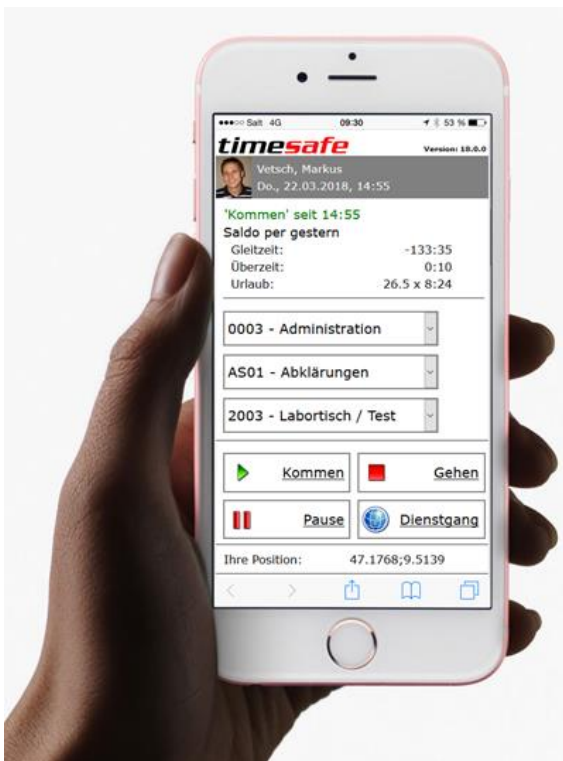 Salt 4G 09:30 53 %
timesafe Version: 18.0.0
Vetsch, Markus
Do., 22.03.2018, 14:55
'Kommen' seit 14:55
Saldo per gestern
Gleitzeit: -133:35
Überzeit: 0:10
Urlaub: 26.5 x 8:24
0003 - Administration
AS01 - Abklärungen
2003 - Labortisch / Test
Kommen Gehen
Pause Dienstgang
Ihre Position: 47.1768;9.5139